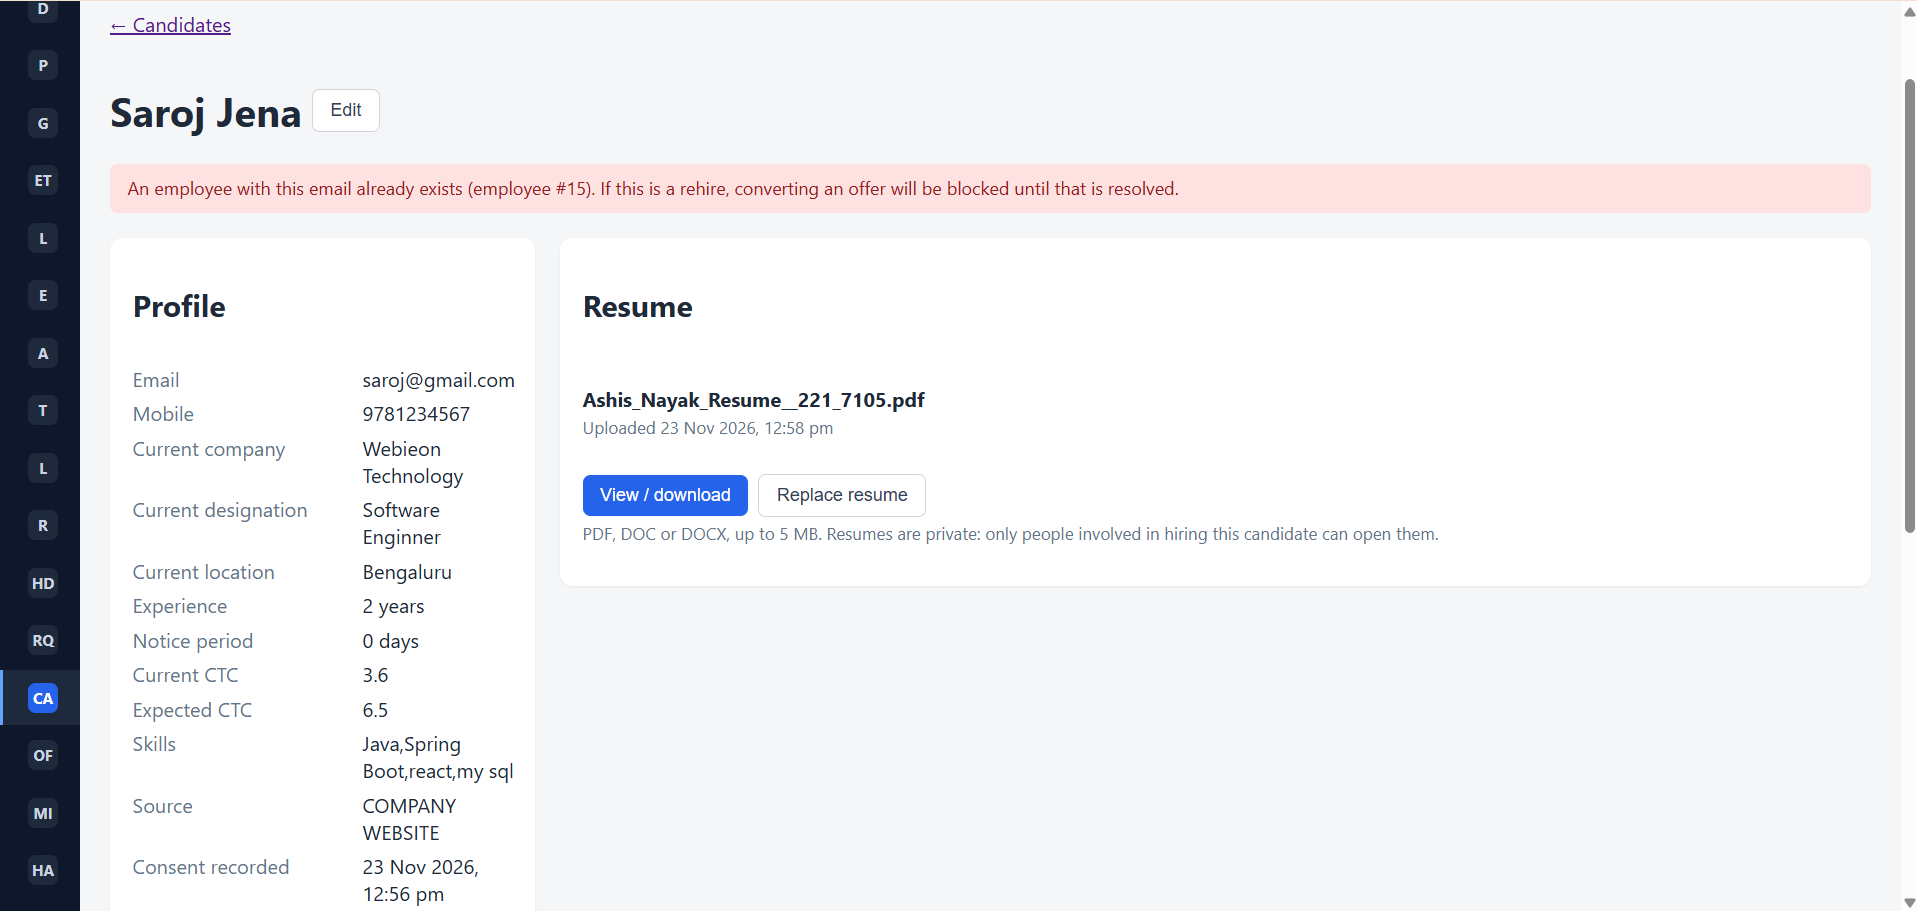 D
P
G
ET
L
E
A
T
L
R
HD
RQ
CA
OF
MI
HA
← Candidates
Saroj Jena
Edit
An employee with this email already exists (employee #15). If this is a rehire, converting an offer will be blocked until that is resolved.
Profile
Email saroj@gmail.com
Mobile 9781234567
Current company Webieon
Technology
Current designation Software
Enginner
Current location Bengaluru
Experience 2 years
Notice period 0 days
Current CTC 3.6
Expected CTC 6.5
Skills Java,Spring
Boot,react,my sql
Source COMPANY
WEBSITE
Consent recorded 23 Nov 2026,
12:56 pm
Resume
Ashis_Nayak_Resume__221_7105.pdf
Uploaded 23 Nov 2026, 12:58 pm
View / download
Replace resume
PDF, DOC or DOCX, up to 5 MB. Resumes are private: only people involved in hiring this candidate can open them.